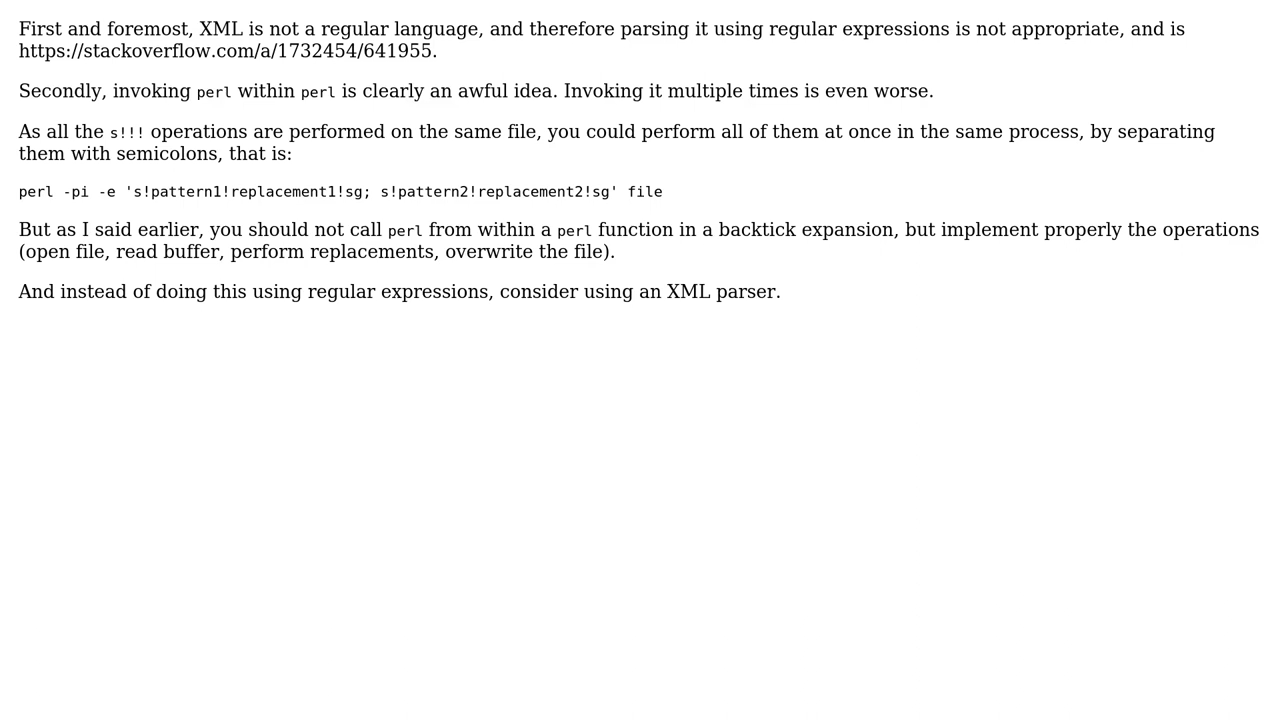 First and foremost, XML is not a regular language, and therefore parsing it using regular expressions is not appropriate, and is
https://stackoverflow.com/a/1732454/641955.
Secondly, invoking perl within perl is clearly an awful idea. Invoking it multiple times is even worse.
As all the s!!! operations are performed on the same file, you could perform all of them at once in the same process, by separating
them with semicolons, that is:
perl -pi -e 's!pattern1!replacement1!sg; s!pattern2!replacement2!sg' file
But as I said earlier, you should not call perl from within a perl function in a backtick expansion, but implement properly the operations
(open file, read buffer, perform replacements, overwrite the file).
And instead of doing this using regular expressions, consider using an XML parser.